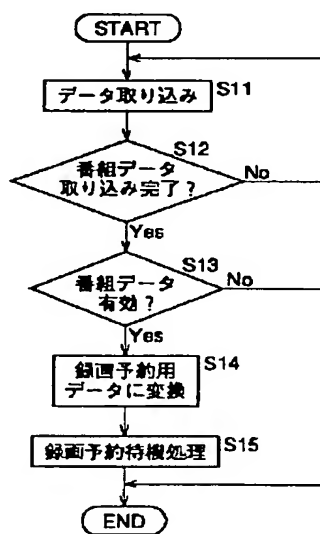 START
データ取り込み S11
S12
番組データ
取り込み完了？ No
Yes
S13
番組データ No
有効？
Yes
録画予約用 S14
データに変換
録画予約待機処理 S15
END